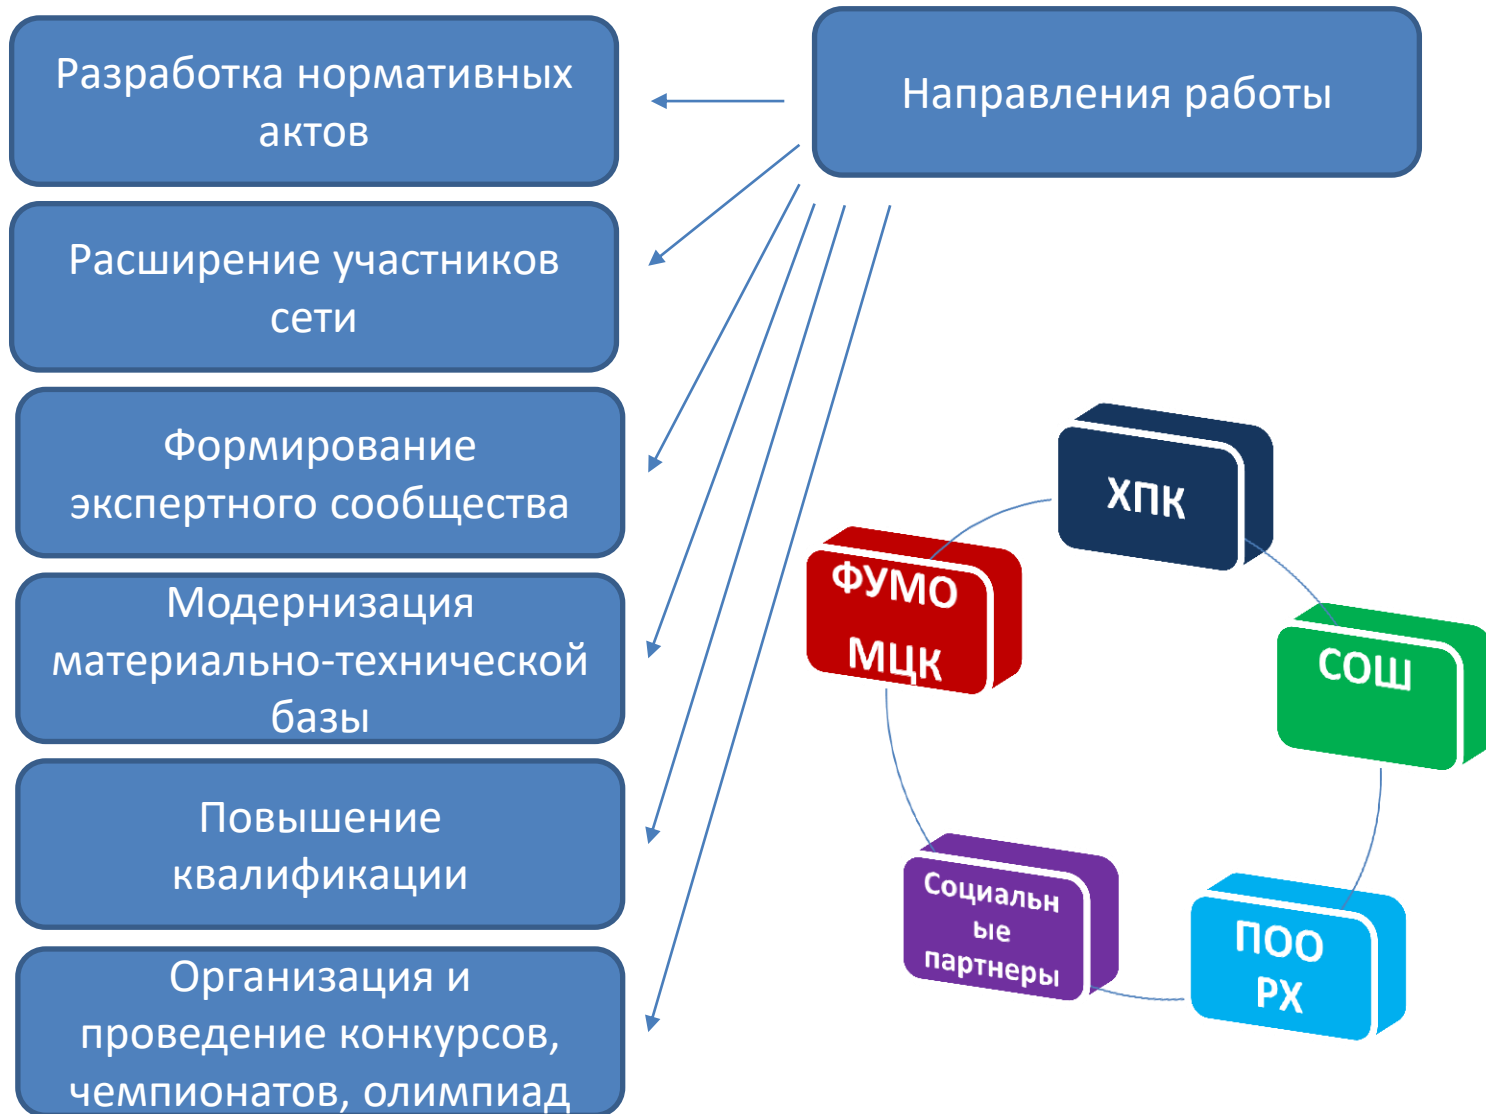 Разработка нормативных
актов
Направления работы
Расширение участников
сети
Формирование
экспертного сообщества
Модернизация
материально-технической
базы
Повышение
квалификации
Организация и
проведение конкурсов,
чемпионатов, олимпиад
ХПК
СОШ
ПОО
РХ
Социальн
ые
партнеры
ФУМО
МЦК